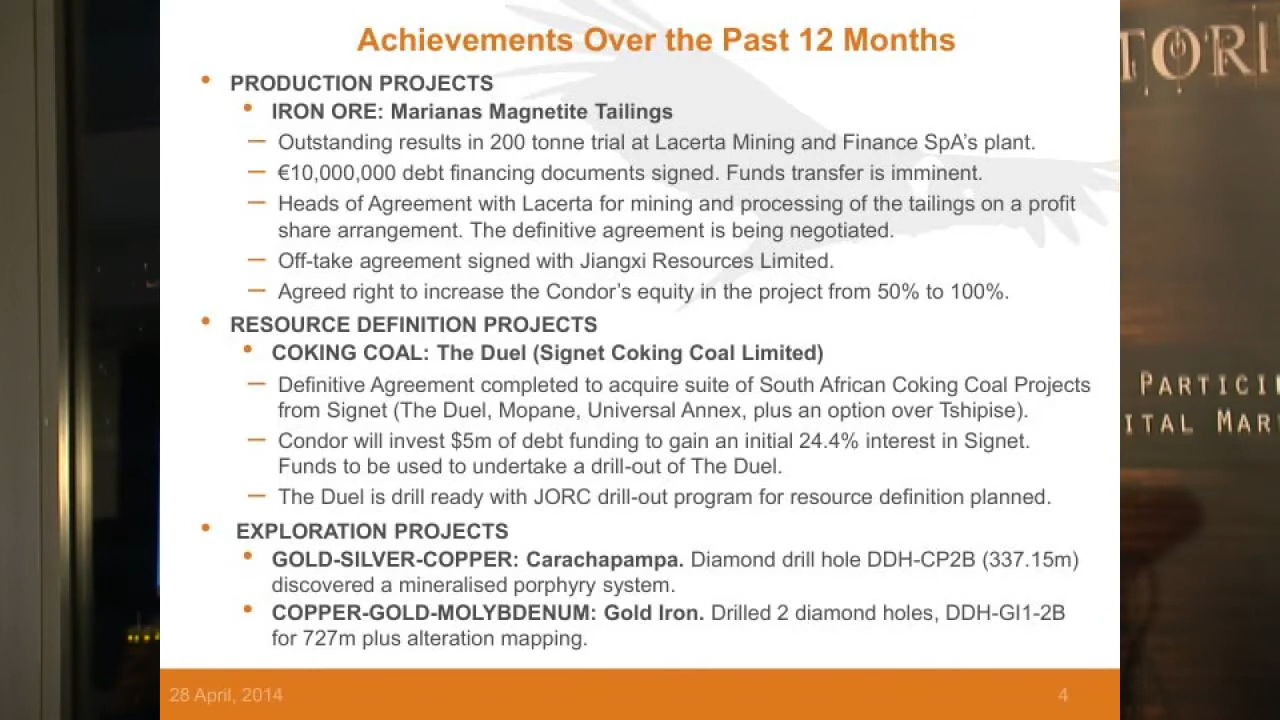 Achievements Over the Past 12 Months
• PRODUCTION PROJECTS
• IRON ORE: Marianas Magnetite Tailings
— Outstanding results in 200 tonne trial at Lacerta Mining and Finance SpA's plant.
— €10,000,000 debt financing documents signed. Funds transfer is imminent.
— Heads of Agreement with Lacerta for mining and processing of the tailings on a profit
share arrangement. The definitive agreement is being negotiated.
— Off-take agreement signed with Jiangxi Resources Limited.
— Agreed right to increase the Condor's equity in the project from 50% to 100%.
• RESOURCE DEFINITION PROJECTS
• COKING COAL: The Duel (Signet Coking Coal Limited)
— Definitive Agreement completed to acquire suite of South African Coking Coal Projects
from Signet (The Duel, Mopane, Universal Annex, plus an option over Tshipise).
— Condor will invest $5m of debt funding to gain an initial 24.4% interest in Signet.
Funds to be used to undertake a drill-out of The Duel.
— The Duel is drill ready with JORC drill-out program for resource definition planned.
• EXPLORATION PROJECTS
• GOLD-SILVER-COPPER: Carachapampa. Diamond drill hole DDH-CP2B (337.15m)
discovered a mineralised porphyry system.
• COPPER-GOLD-MOLYBDENUM: Gold Iron. Drilled 2 diamond holes, DDH-GI1-2B
for 727m plus alteration mapping.
28 April, 2014
4
TORI
PARTICI
ITAL MAR